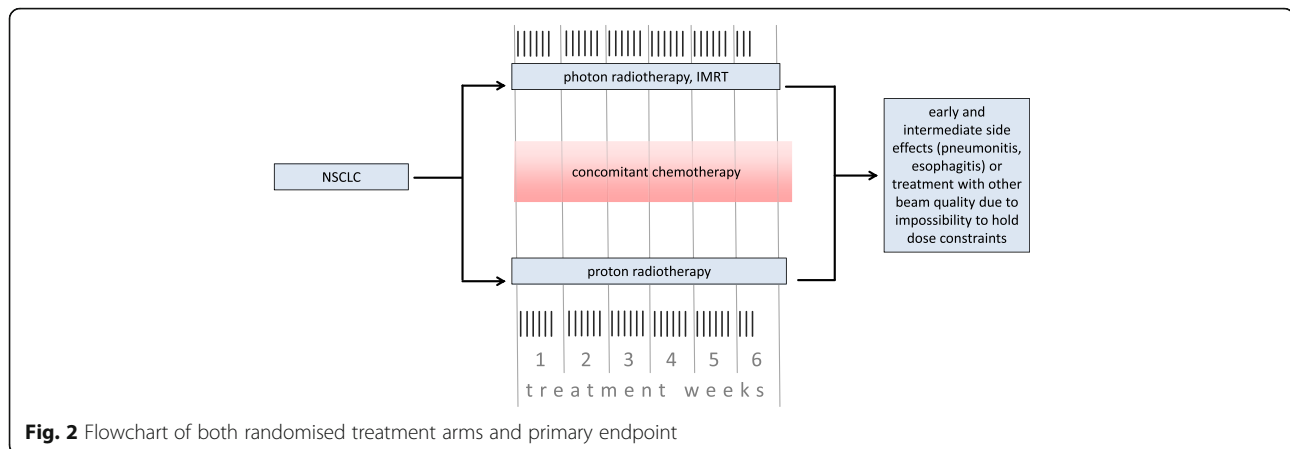 photon radiotherapy, IMRT
NSCLC
concomitant chemotherapy
early and
intermediate side
effects (pneumonitis,
esophagitis) or
treatment with other
beam quality due to
impossibility to hold
dose constraints
proton radiotherapy
1 2 3 4 5 6
treatment weeks
Fig. 2 Flowchart of both randomised treatment arms and primary endpoint